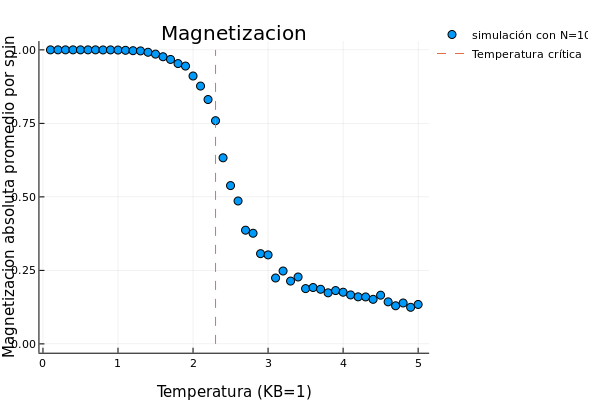 Magnetizacion
simulación con N=10
Temperatura crítica
Magnetizacion absoluta promedio por spin
1.00
0.75
0.50
0.25
0.00
0
1
2
3
4
5
Temperatura (KB=1)